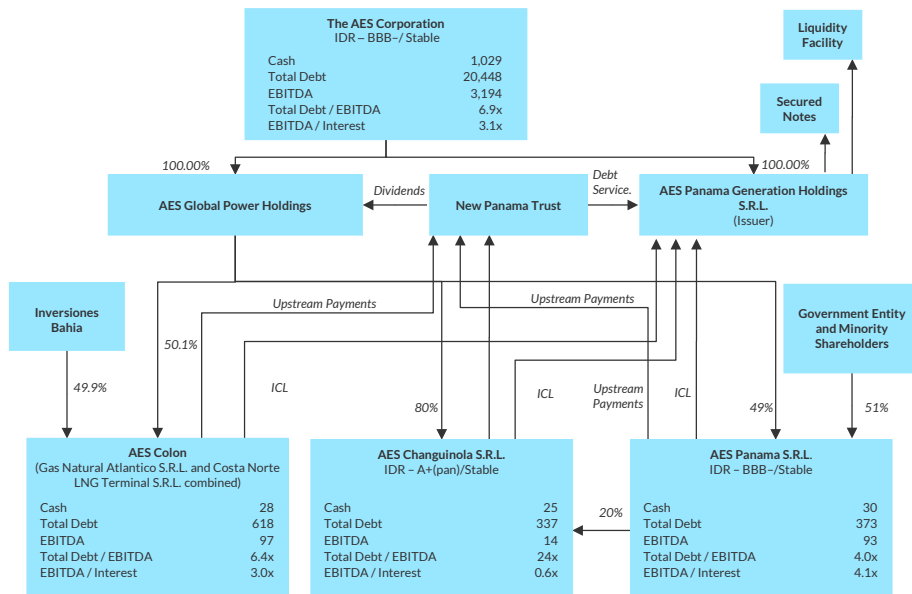 The AES Corporation
IDR – BBB–/ Stable
Cash 1,029
Total Debt 20,448
EBITDA 3,194
Total Debt / EBITDA 6.9x
EBITDA / Interest 3.1x
Liquidity
Facility
Secured
Notes
100.00%
100.00%
AES Global Power Holdings
Dividends
New Panama Trust
Debt
Service.
AES Panama Generation Holdings
S.R.L.
(Issuer)
Inversiones
Bahia
Upstream Payments
Upstream Payments
Government Entity
and Minority
Shareholders
50.1%
49.9%
ICL
80%
ICL
Upstream
Payments
ICL
49%
51%
AES Colon
(Gas Natural Atlantico S.R.L. and Costa Norte
LNG Terminal S.R.L. combined)
Cash 28
Total Debt 618
EBITDA 97
Total Debt / EBITDA 6.4x
EBITDA / Interest 3.0x
AES Changuinola S.R.L.
IDR – A+(pan)/Stable
Cash 25
Total Debt 337
EBITDA 14
Total Debt / EBITDA 24x
EBITDA / Interest 0.6x
20%
AES Panama S.R.L.
IDR – BBB–/Stable
Cash 30
Total Debt 373
EBITDA 93
Total Debt / EBITDA 4.0x
EBITDA / Interest 4.1x